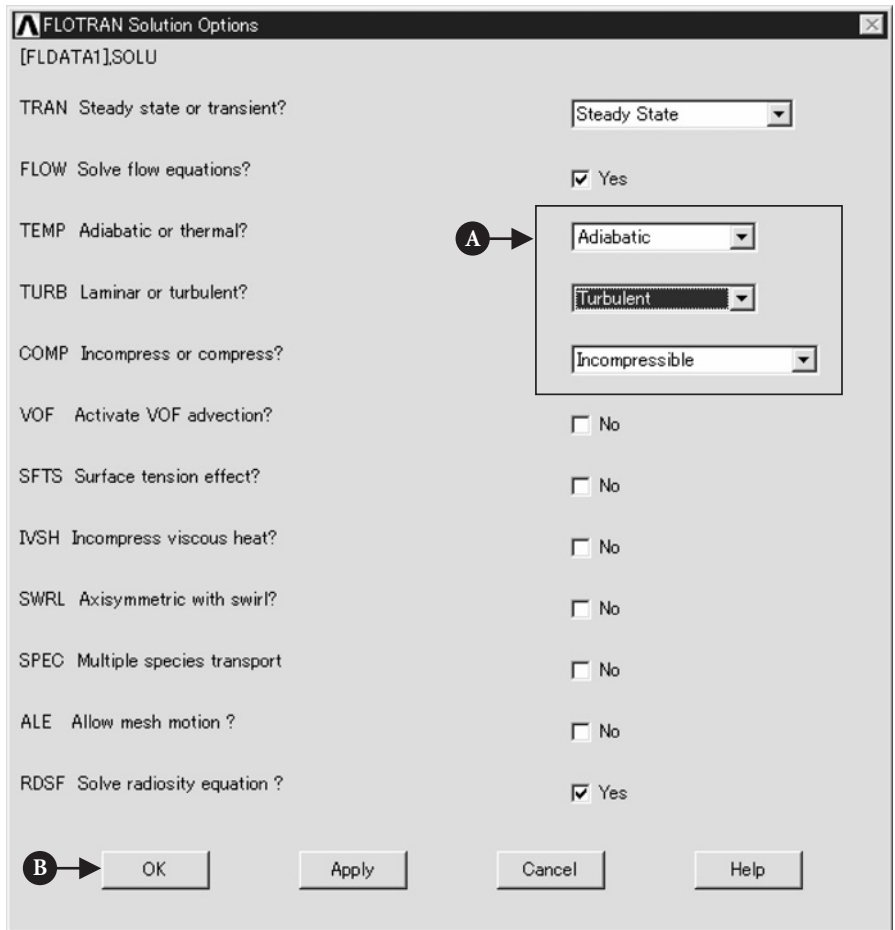 FLOTRAN Solution Options
[FLDATA1],SOLU
TRAN Steady state or transient? Steady State
FLOW Solve flow equations? Yes
TEMP Adiabatic or thermal? A Adiabatic
TURB Laminar or turbulent? Turbulent
COMP Incompress or compress? Incompressible
VOF Activate VOF advection? No
SFTS Surface tension effect? No
IVSH Incompress viscous heat? No
SWRL Axisymmetric with swirl? No
SPEC Multiple species transport No
ALE Allow mesh motion ? No
RDSF Solve radiosity equation ? Yes
B OK Apply Cancel Help